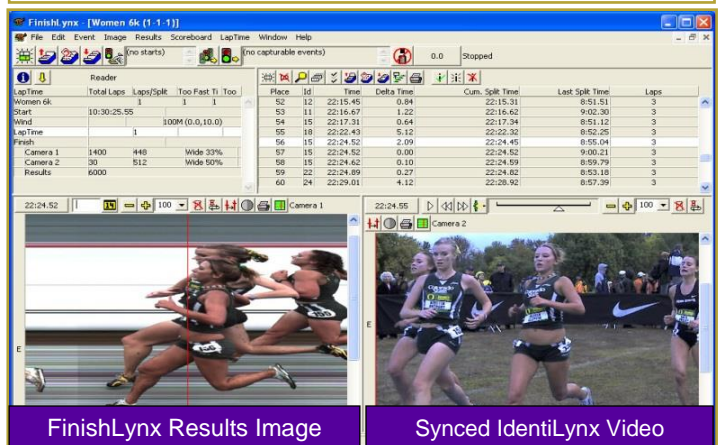 FinishLynx - [Women 6k (1-1-1)]
File Edit Event Image Results Scoreboard LapTime Window Help
(no starts) (no capturable events) 0.0 Stopped
Reader
LapTime Total Laps Laps/Split Too Fast Ti Too
Women 6k 1 1 1
Start 10:30:25.55
Wind 100M (0.0,10.0)
LapTime 1
Finish
Camera 1 1400 448 Wide 33%
Camera 2 30 512 Wide 50%
Results 6000
Place Id Time Delta Time Cum. Split Time Last Split Time Laps
52 12 22:15.45 0.84 22:15.31 8:51.51 3
53 11 22:16.67 1.22 22:16.62 9:02.30 3
54 15 22:17.31 0.64 22:17.34 8:51.12 3
55 18 22:22.43 5.12 22:22.32 8:52.25 3
56 15 22:24.52 2.09 22:24.45 8:55.04 3
57 15 22:24.52 0.00 22:24.52 9:00.21 3
58 15 22:24.62 0.10 22:24.59 8:59.79 3
59 22 22:24.89 0.27 22:24.82 8:53.18 3
60 24 22:29.01 4.12 22:28.92 8:57.39 3
22:24.52 100 Camera 1
22:24.55 100
Camera 2
E
E
FinishLynx Results Image
Synced IdentiLynx Video